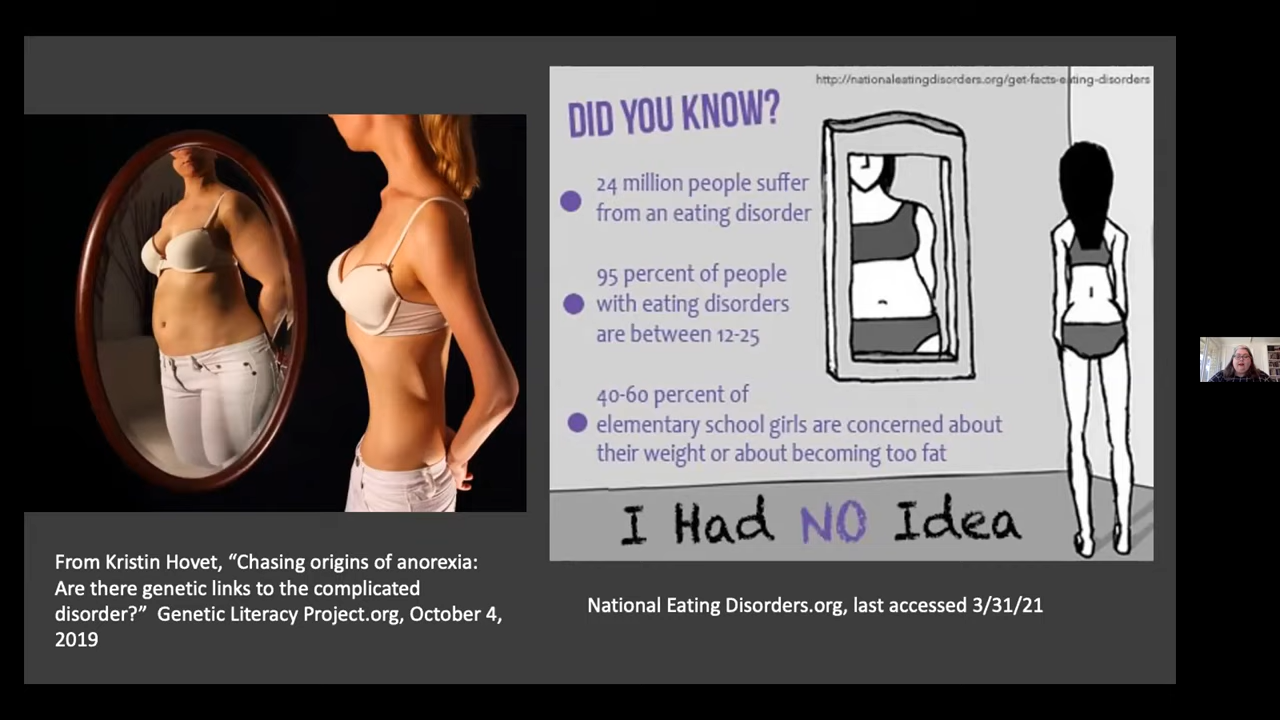 http://nationaleatingdisorders.org/get-facts-eating-disorders
DID YOU KNOW?
24 million people suffer
from an eating disorder
95 percent of people
with eating disorders
are between 12-25
40-60 percent of
elementary school girls are concerned about
their weight or about becoming too fat
I Had NO Idea
From Kristin Hovet, “Chasing origins of anorexia:
Are there genetic links to the complicated
disorder?”  Genetic Literacy Project.org, October 4,
2019
National Eating Disorders.org, last accessed 3/31/21